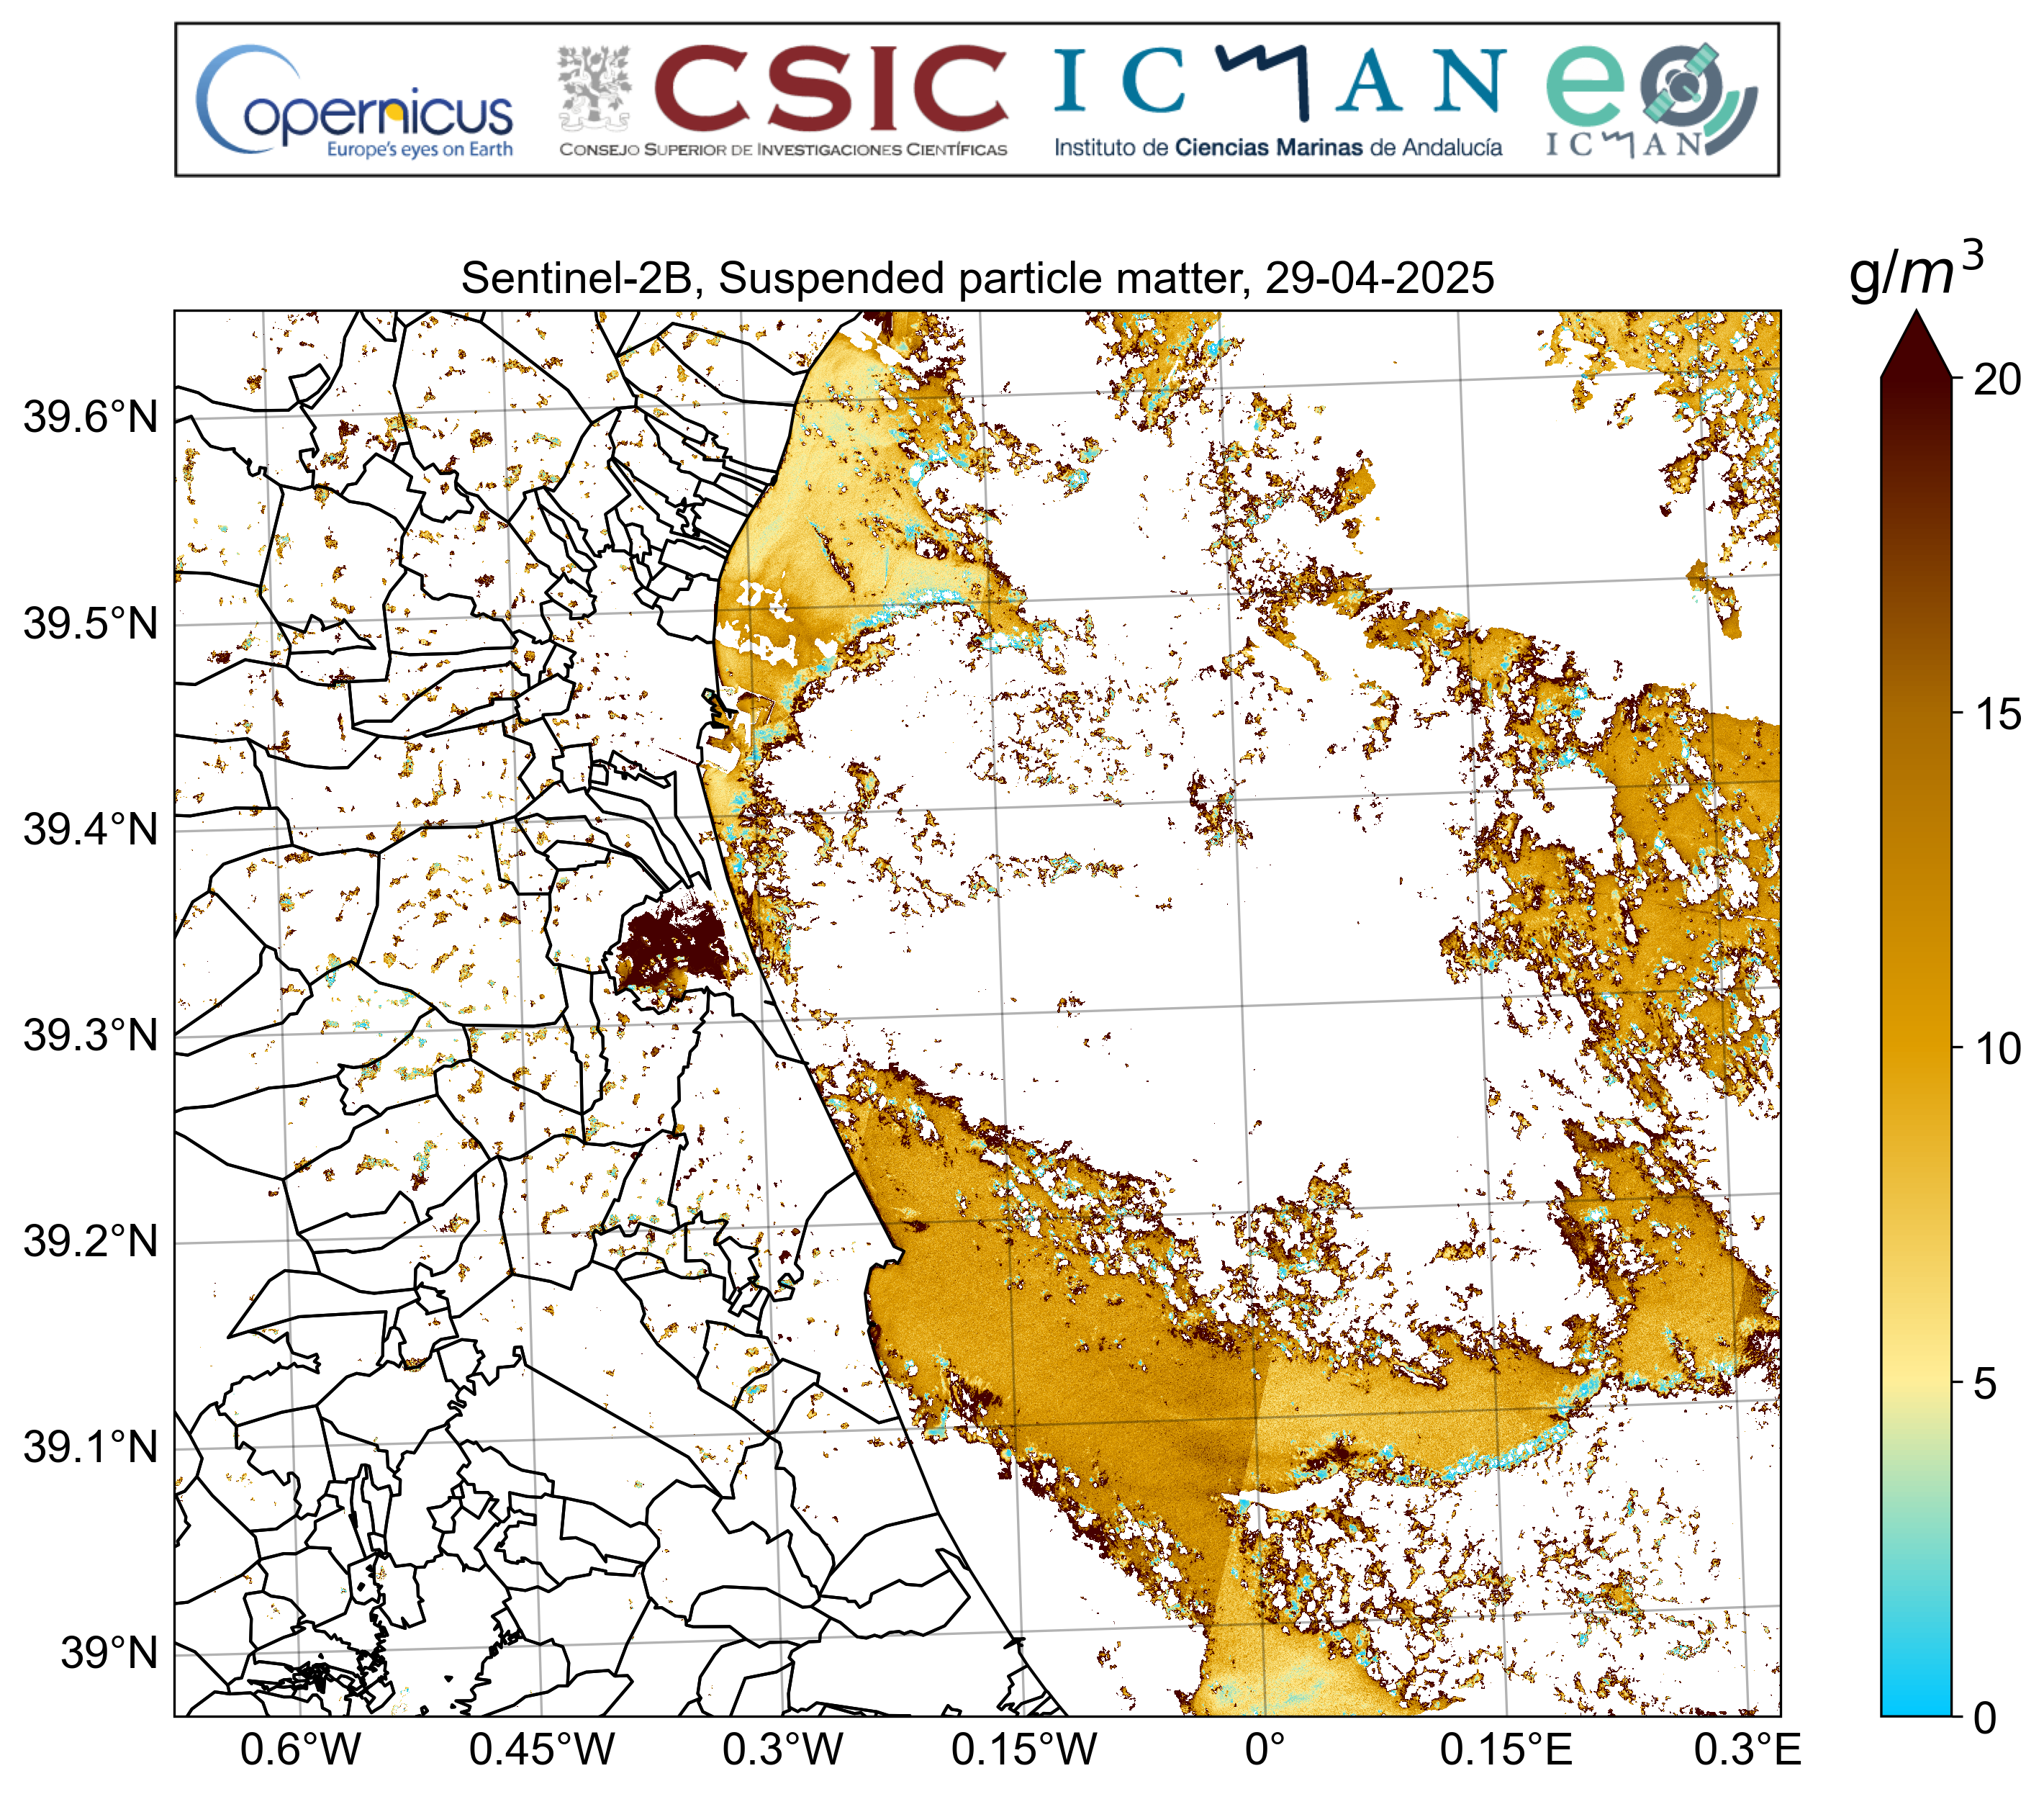 Copernicus
Europe's eyes on Earth
CSIC
CONSEJO SUPERIOR DE INVESTIGACIONES CIENTÍFICAS
ICMAN
Instituto de Ciencias Marinas de Andalucía
eo
ICMAN
Sentinel-2B, Suspended particle matter, 29-04-2025
g/m³
39.6°N
39.5°N
39.4°N
39.3°N
39.2°N
39.1°N
39°N
0.6°W
0.45°W
0.3°W
0.15°W
0°
0.15°E
0.3°E
20
15
10
5
0